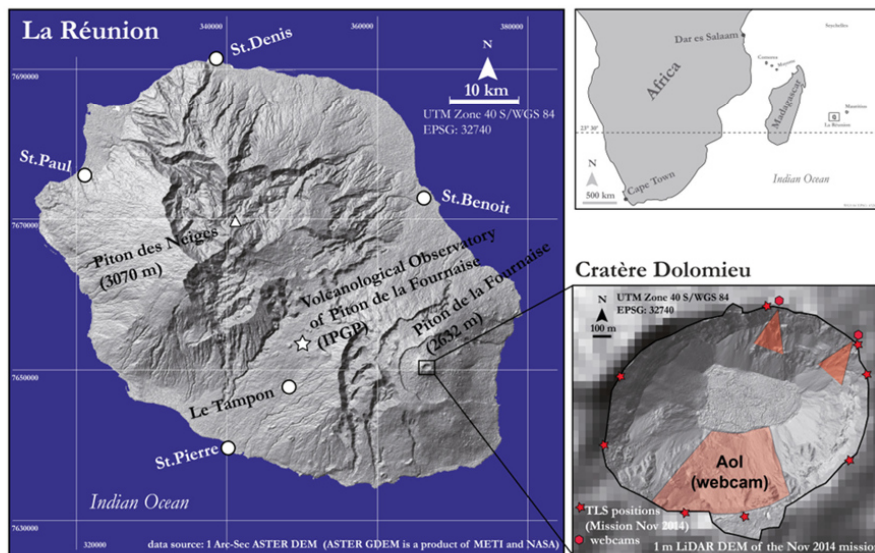 La Réunion
340000
360000
380000
7690000
St.Denis
N
10 km
UTM Zone 40 S/WGS 84
EPSG: 32740
St.Paul
St.Benoit
7670000
Piton des Neiges
(3070 m)
Volcanological Observatory
of Piton de la Fournaise
(IPGP)
Piton de la Fournaise
(2632 m)
7650000
Le Tampon
St.Pierre
Indian Ocean
7630000
320000
data source: 1 Arc-Sec ASTER DEM (ASTER GDEM is a product of METI and NASA)
Seychelles
Dar es Salaam
Africa
Comores
Mayotte
Madagascar
Mauritius
La Réunion
23° 30'
N
500 km
Cape Town
Indian Ocean
Cratère Dolomieu
N
UTM Zone 40 S/WGS 84
EPSG: 32740
100 m
AoI
(webcam)
TLS positions
(Mission Nov 2014)
webcams
1 m LiDAR DEM of the Nov 2014 mission